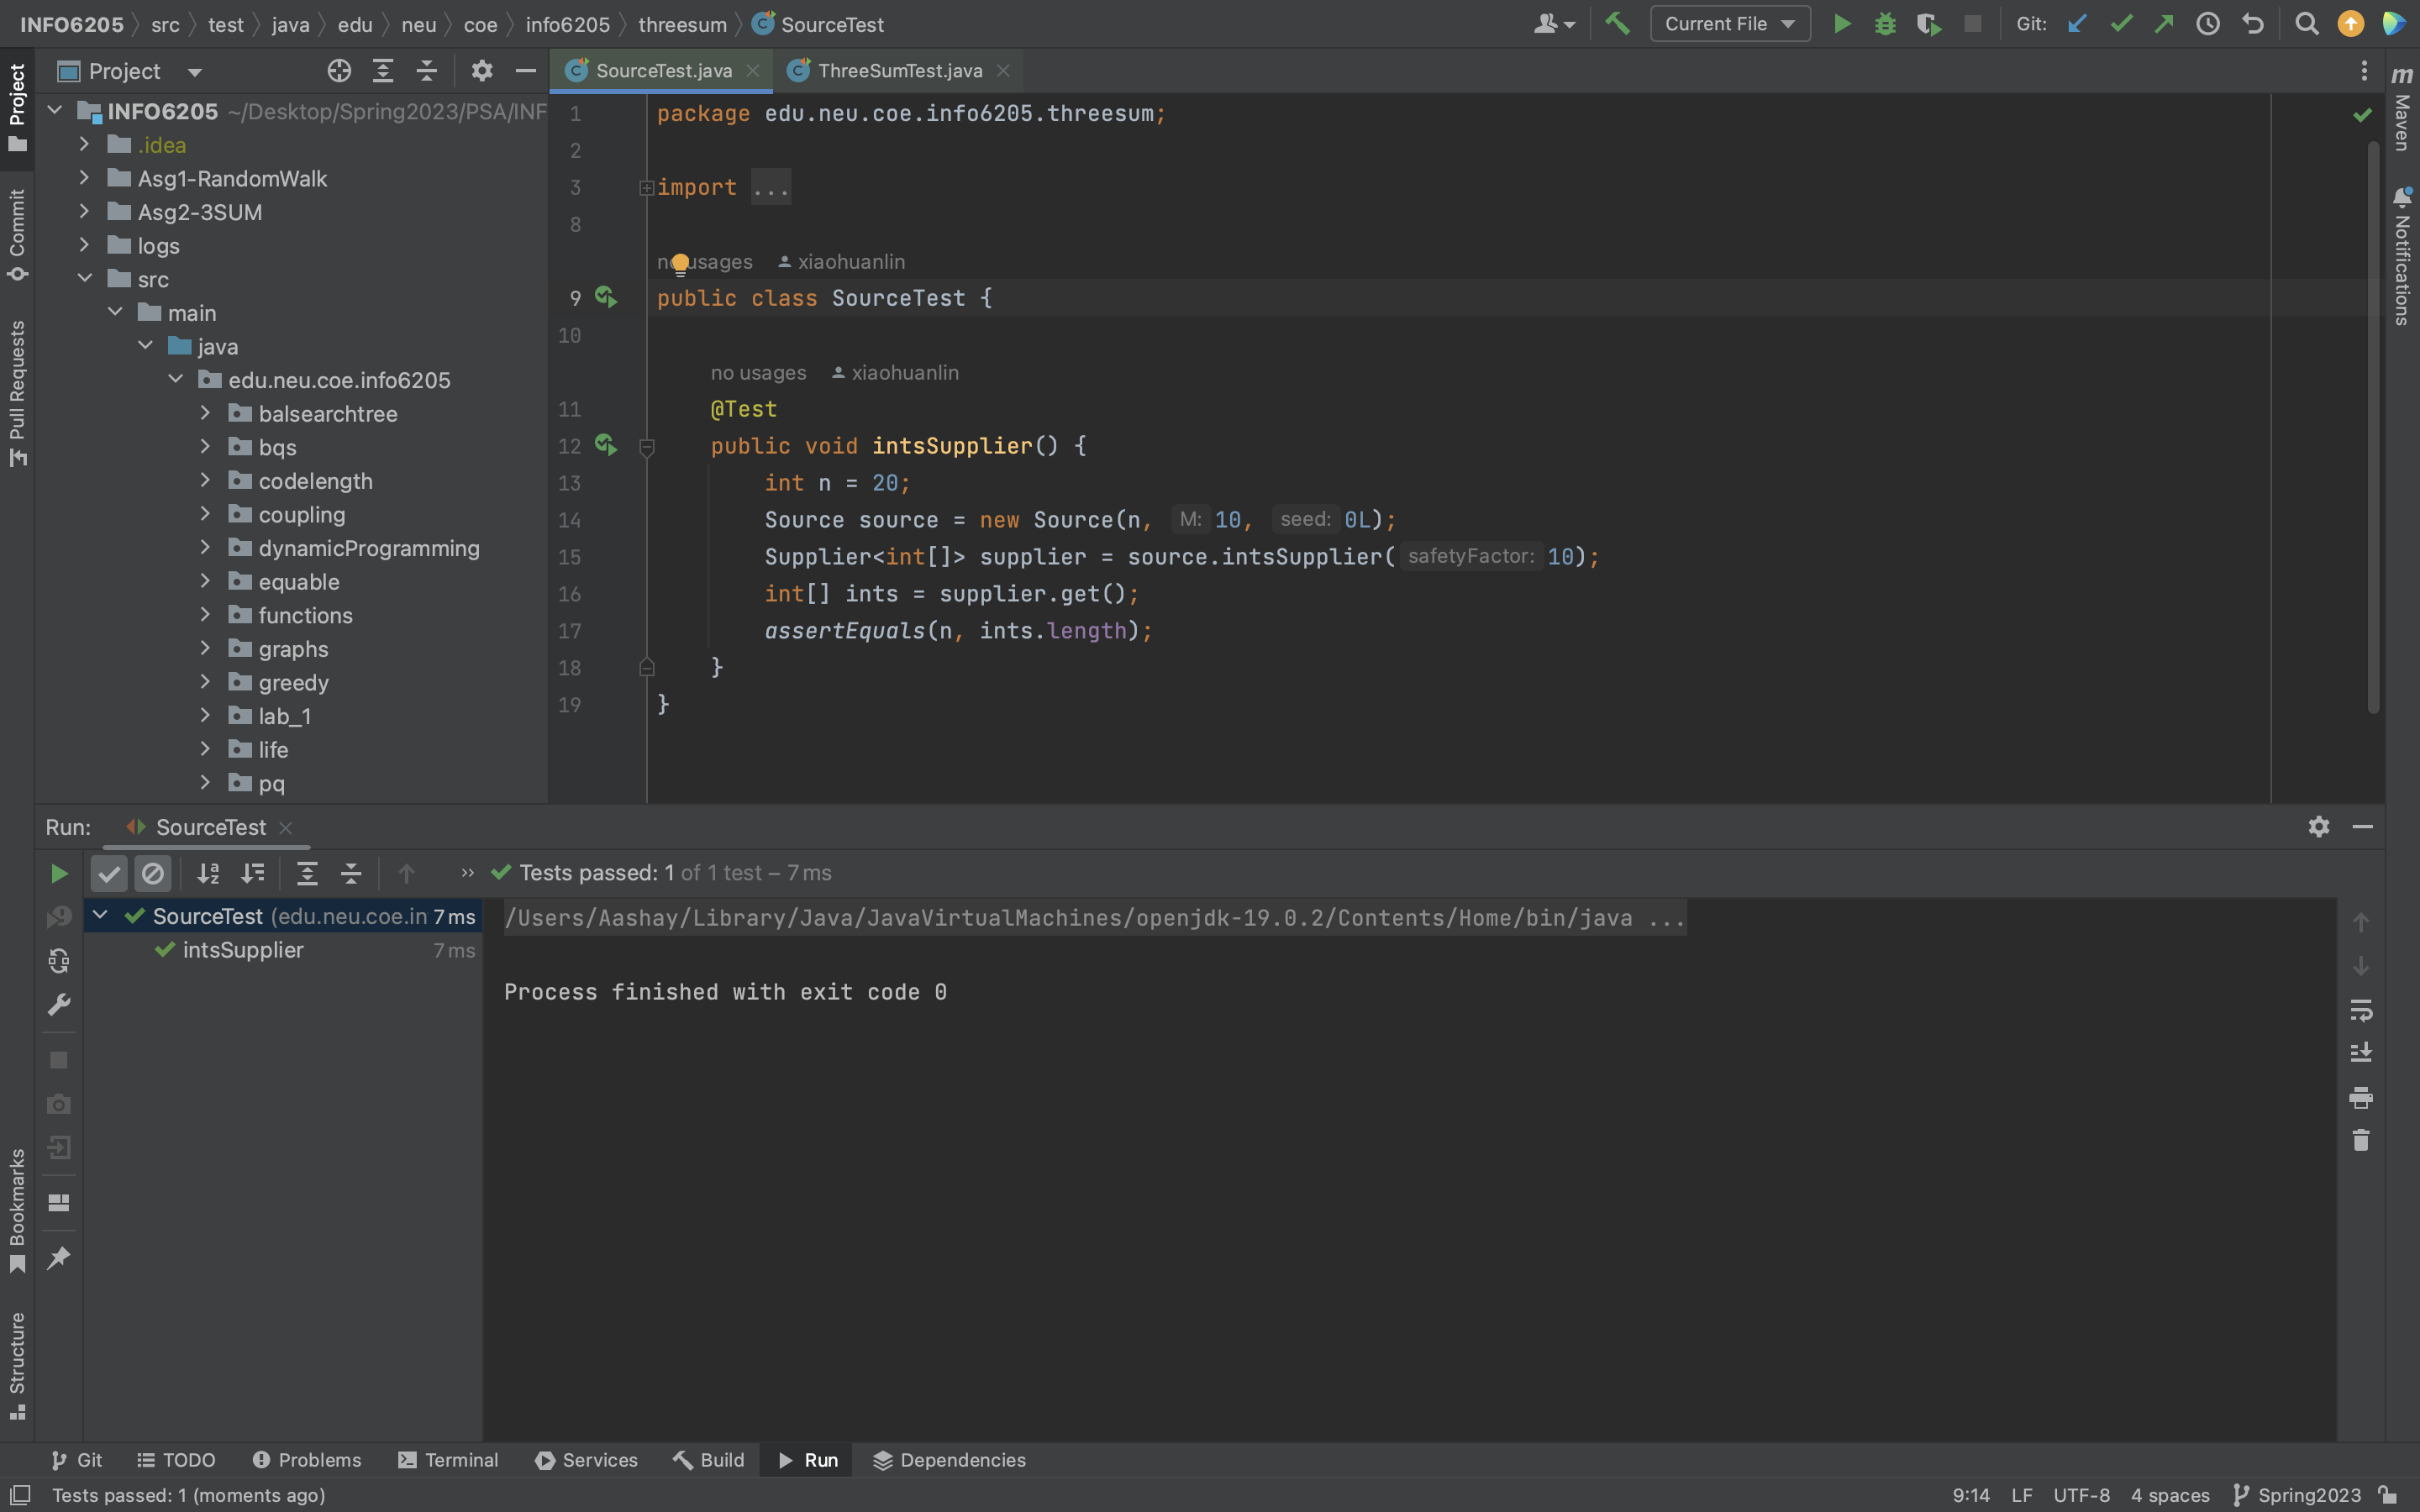 INFO6205 src test java edu neu coe info6205 threesum SourceTest
Current File
Git:
Project
SourceTest.java
ThreeSumTest.java
INFO6205 ~/Desktop/Spring2023/PSA/INF
.idea
Asg1-RandomWalk
Asg2-3SUM
logs
src
main
java
edu.neu.coe.info6205
balsearchtree
bqs
codelength
coupling
dynamicProgramming
equable
functions
graphs
greedy
lab_1
life
pq
1 package edu.neu.coe.info6205.threesum;
2
3 import ...
8
no usages xiaohuanlin
9 public class SourceTest {
10
no usages xiaohuanlin
11 @Test
12 public void intsSupplier() {
13 int n = 20;
14 Source source = new Source(n, M: 10, seed: 0L);
15 Supplier<int[]> supplier = source.intsSupplier( safetyFactor: 10);
16 int[] ints = supplier.get();
17 assertEquals(n, ints.length);
18 }
19 }
Project
Commit
Pull Requests
Bookmarks
Structure
m
Maven
Notifications
Run: SourceTest
Tests passed: 1 of 1 test – 7 ms
SourceTest (edu.neu.coe.in 7 ms
intsSupplier 7 ms
/Users/Aashay/Library/Java/JavaVirtualMachines/openjdk-19.0.2/Contents/Home/bin/java ...
Process finished with exit code 0
Git TODO Problems Terminal Services Build Run Dependencies
Tests passed: 1 (moments ago)
9:14 LF UTF-8 4 spaces Spring2023